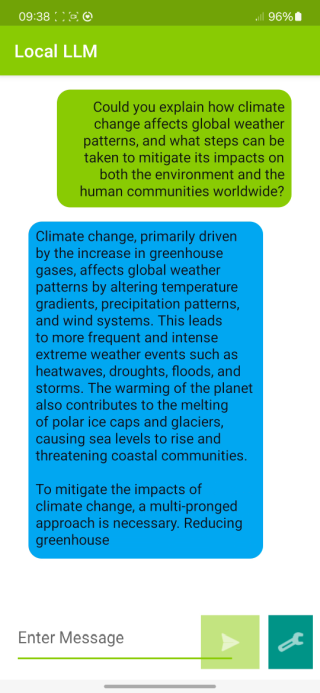 09:38
96%
Local LLM
Could you explain how climate
change affects global weather
patterns, and what steps can be
taken to mitigate its impacts on
both the environment and the
human communities worldwide?
Climate change, primarily driven
by the increase in greenhouse
gases, affects global weather
patterns by altering temperature
gradients, precipitation patterns,
and wind systems. This leads
to more frequent and intense
extreme weather events such as
heatwaves, droughts, floods, and
storms. The warming of the planet
also contributes to the melting
of polar ice caps and glaciers,
causing sea levels to rise and
threatening coastal communities.
To mitigate the impacts of
climate change, a multi-pronged
approach is necessary. Reducing
greenhouse
Enter Message